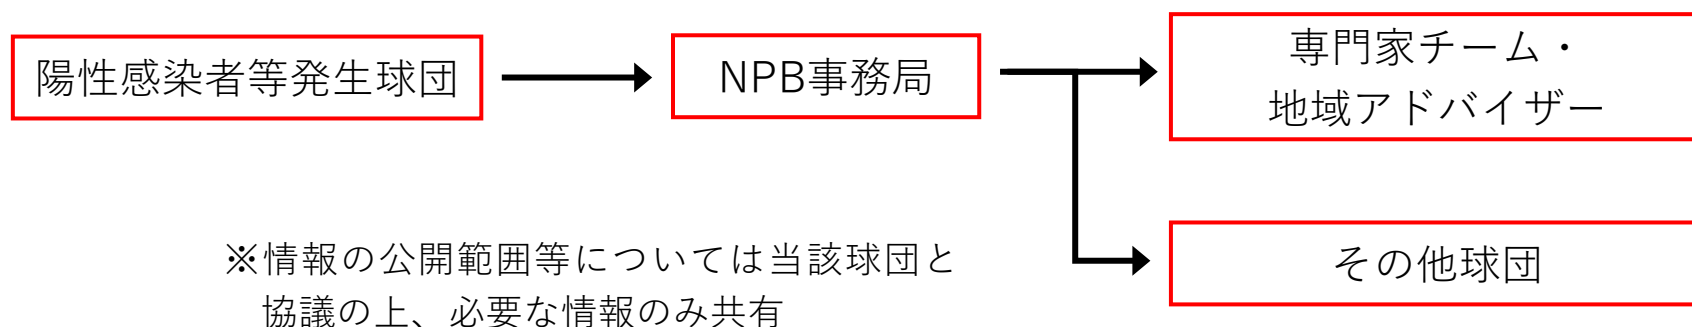 陽性感染者等発生球団
NPB事務局
専門家チーム・
地域アドバイザー
その他球団
※情報の公開範囲等については当該球団と
協議の上、必要な情報のみ共有